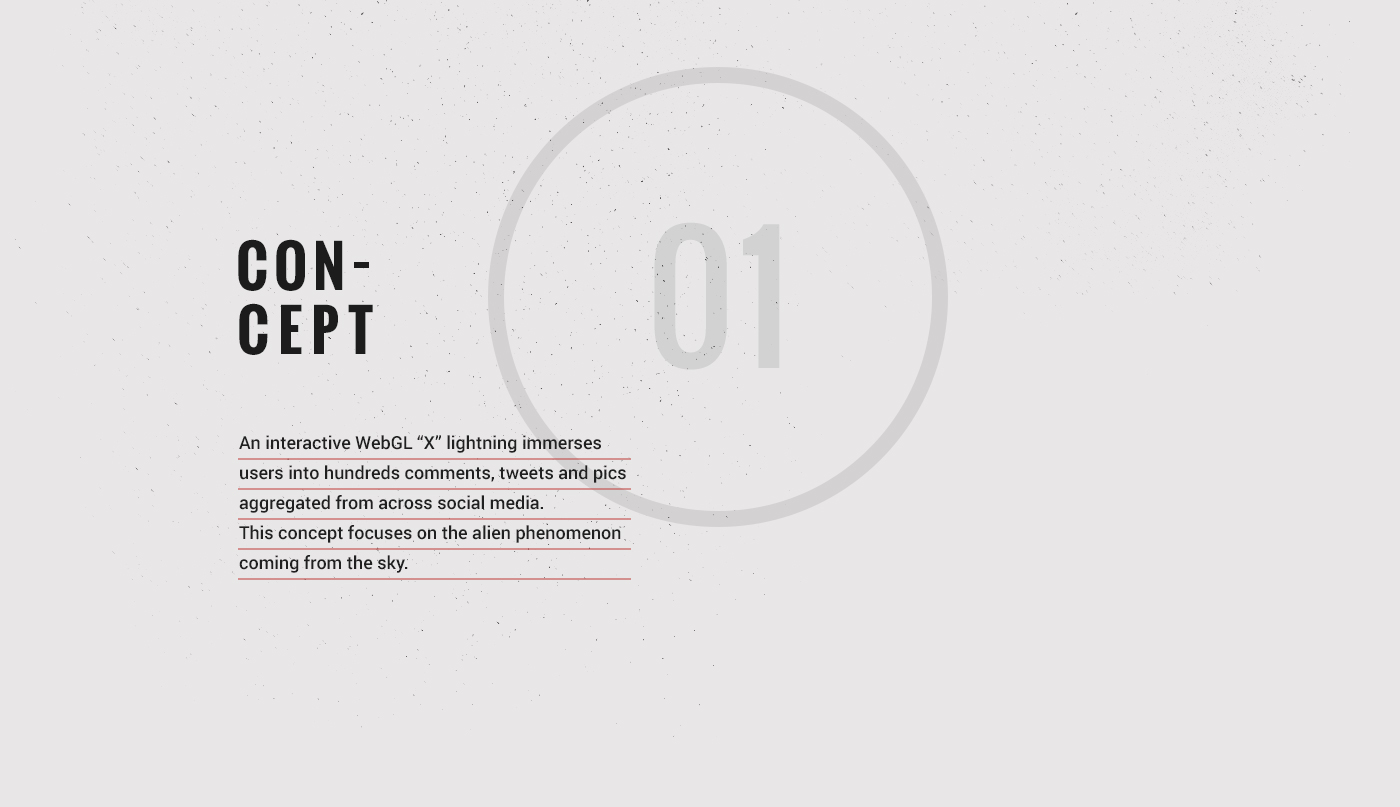 01
CON-
CEPT
An interactive WebGL “X” lightning immerses
users into hundreds comments, tweets and pics
aggregated from across social media.
This concept focuses on the alien phenomenon
coming from the sky.